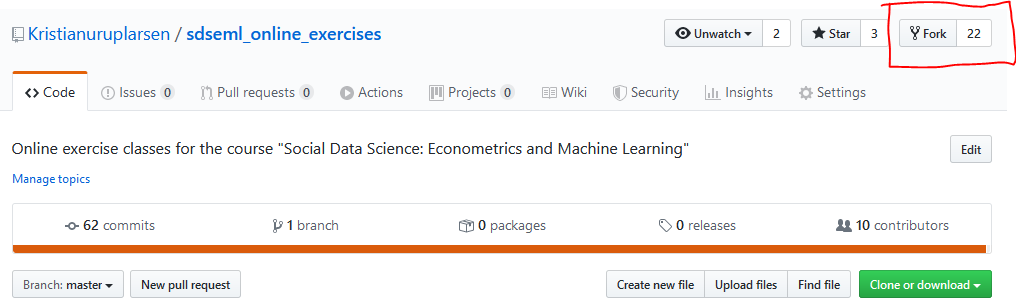 Kristianuruplarsen / sdseml_online_exercises Unwatch 2 Star 3 Fork 22
Code Issues 0 Pull requests 0 Actions Projects 0 Wiki Security Insights Settings
Online exercise classes for the course "Social Data Science: Econometrics and Machine Learning" Edit
Manage topics
62 commits 1 branch 0 packages 0 releases 10 contributors
Branch: master New pull request Create new file Upload files Find file Clone or download